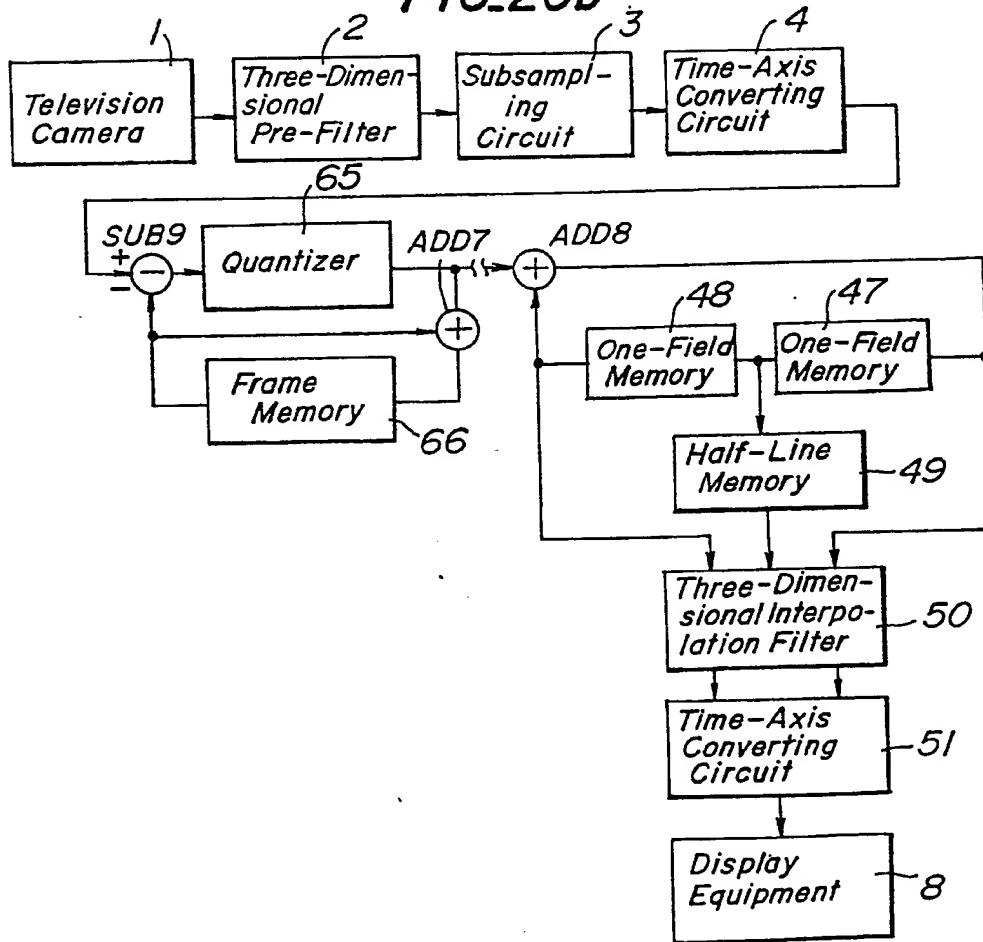 FIG_20b
1
2
3
4
Television
Camera
Three-Dimen-
sional
Pre-Filter
Subsampl-
ing
Circuit
Time-Axis
Converting
Circuit
65
SUB9
+
−
−
Quantizer
ADD7
+
ADD8
+
Frame
Memory
66
48
One-Field
Memory
47
One-Field
Memory
Half-Line
Memory
49
Three-Dimen-
sional Interpo-
lation Filter
50
Time-Axis
Converting
Circuit
51
Display
Equipment
8